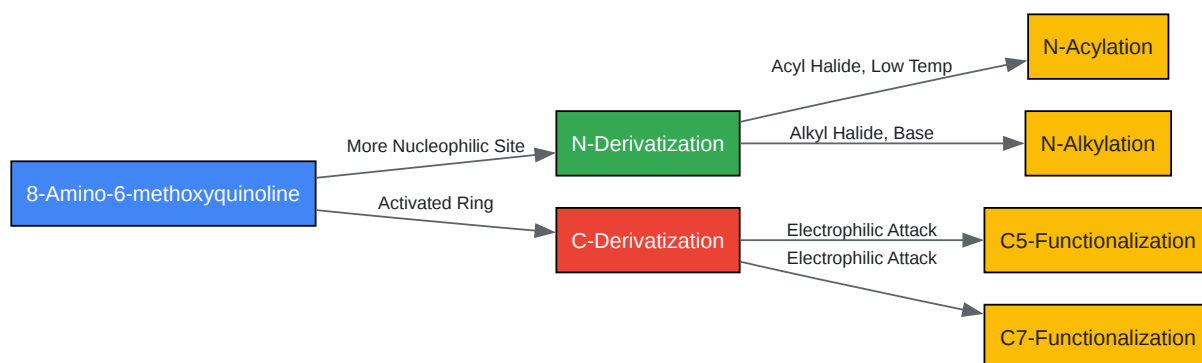 8-Amino-6-methoxyquinoline
More Nucleophilic Site
Activated Ring
N-Derivatization
C-Derivatization
Acyl Halide, Low Temp
Alkyl Halide, Base
Electrophilic Attack
Electrophilic Attack
N-Acylation
N-Alkylation
C5-Functionalization
C7-Functionalization